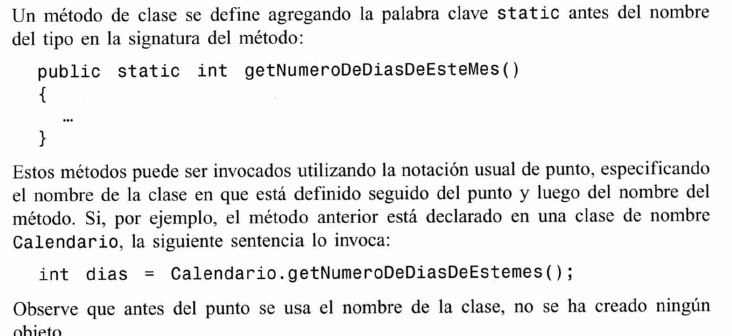 Un método de clase se define agregando la palabra clave static antes del nombre
del tipo en la signatura del método:
public static int getNumeroDeDiasDeEsteMes()
{
...
}
Estos métodos puede ser invocados utilizando la notación usual de punto, especificando
el nombre de la clase en que está definido seguido del punto y luego del nombre del
método. Si, por ejemplo, el método anterior está declarado en una clase de nombre
Calendario, la siguiente sentencia lo invoca:
int dias = Calendario.getNumeroDeDiasDeEstemes();
Observe que antes del punto se usa el nombre de la clase, no se ha creado ningún
objeto